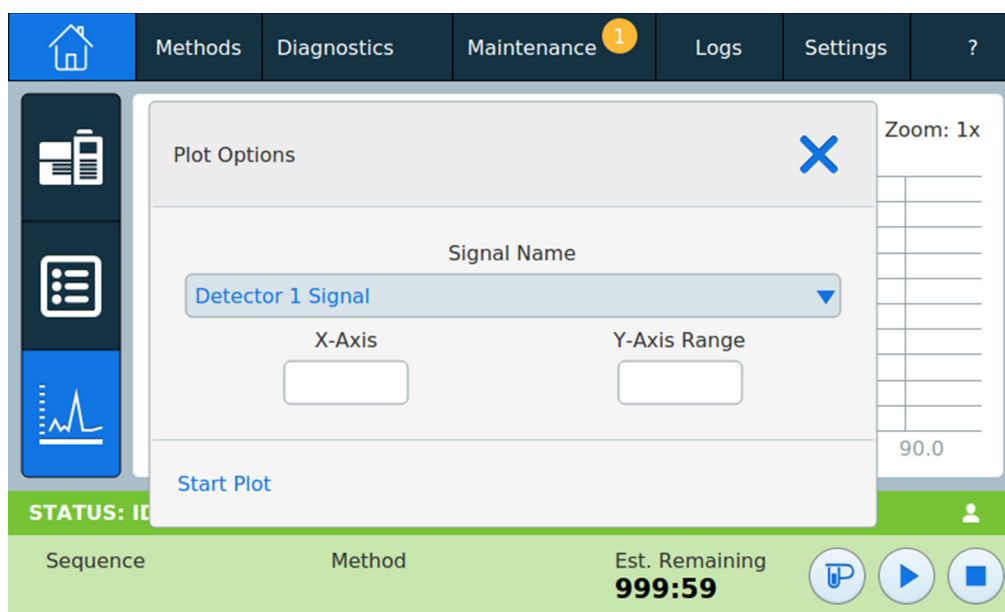 Methods Diagnostics Maintenance 1 Logs Settings ?
Zoom: 1x
Plot Options
Signal Name
Detector 1 Signal
X-Axis Y-Axis Range
90.0
Start Plot
STATUS:
Sequence Method Est. Remaining
999:59